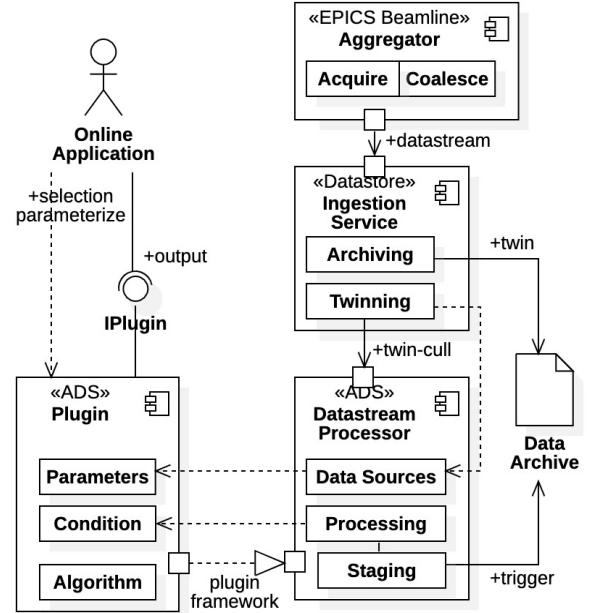 «EPICS Beamline»
Aggregator
Acquire
Coalesce
+datastream
Online
Application
+selection
parameterize
+output
IPlugin
«Datastore»
Ingestion
Service
Archiving
Twinning
+twin
+twin-cull
Data
Archive
«ADS»
Plugin
Parameters
Condition
Algorithm
«ADS»
Datastream
Processor
Data Sources
Processing
Staging
plugin
framework
+trigger